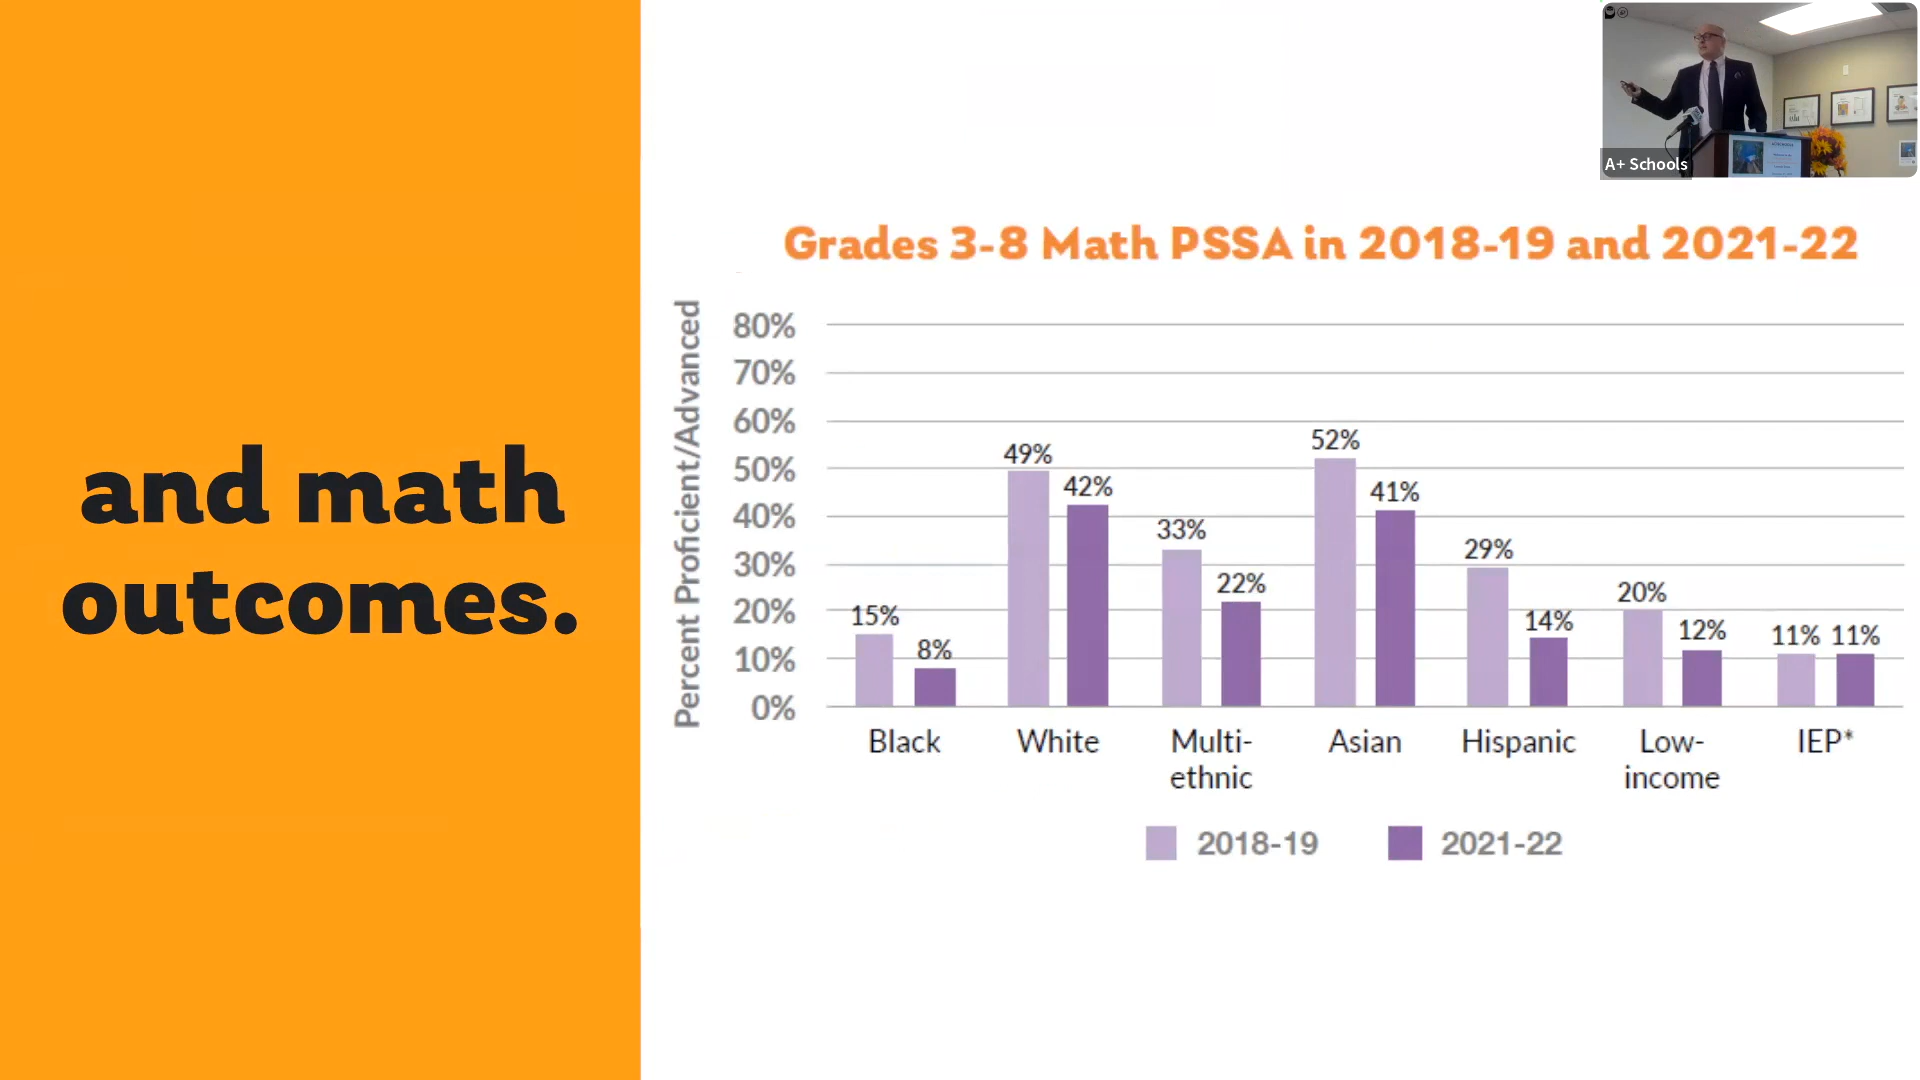 A+ Schools
and math
outcomes.
Grades 3-8 Math PSSA in 2018-19 and 2021-22
Percent Proficient/Advanced
80%
70%
60%
50%
40%
30%
20%
10%
0%
15% 8%
49% 42%
33% 22%
52% 41%
29% 14%
20% 12%
11% 11%
Black
White
Multi-
ethnic
Asian
Hispanic
Low-
income
IEP*
2018-19 2021-22